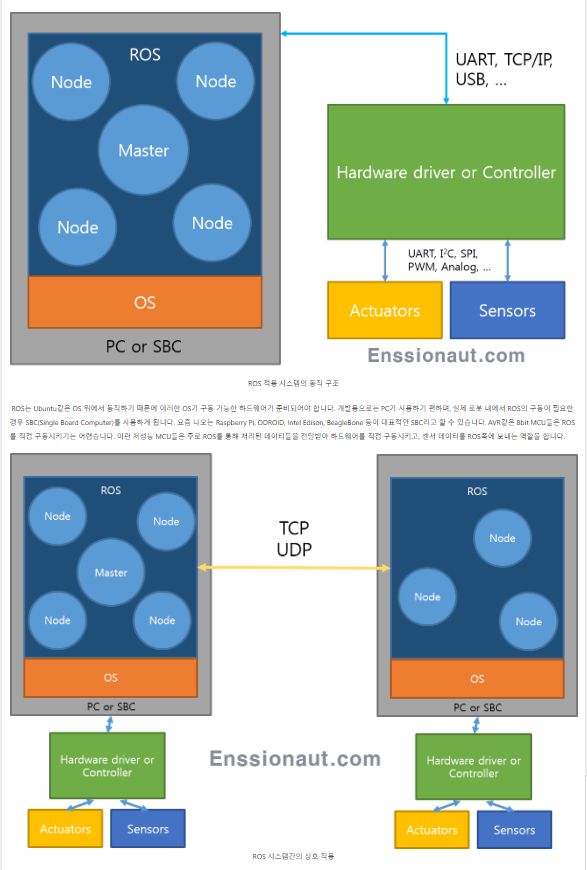 ROS
Node
Node
Master
Node
Node
OS
PC or SBC
UART, TCP/IP,
USB, ...
Hardware driver or Controller
UART, I²C, SPI,
PWM, Analog, ...
Actuators
Sensors
Enssionaut.com
ROS 적용 시스템의 동작 구조
ROS는 Ubuntu같은 OS 위에서 동작하기 때문에 이러한 OS가 구동 가능한 하드웨어가 준비되어야 합니다. 개발용으로는 PC가 사용하기 편하며, 실제 로봇 내에서 ROS의 구동이 필요한
경우 SBC(Single Board Computer)를 사용하게 됩니다. 요즘 나오는 Raspberry Pi, ODROID, Intel Edison, BeagleBone 등이 대표적인 SBC라고 할 수 있습니다. AVR같은 8bit MCU들은 ROS
를 직접 구동시키기는 어렵습니다. 이런 저성능 MCU들은 주로 ROS를 통해 처리된 데이터들을 전달받아 하드웨어를 직접 구동시키고, 센서 데이터를 ROS쪽에 보내는 역할을 합니다.
ROS
Node
Node
Master
Node
Node
OS
PC or SBC
Hardware driver or
Controller
Actuators
Sensors
TCP
UDP
ROS
Node
Node
Node
OS
PC or SBC
Hardware driver or
Controller
Actuators
Sensors
Enssionaut.com
ROS 시스템간의 상호 작용